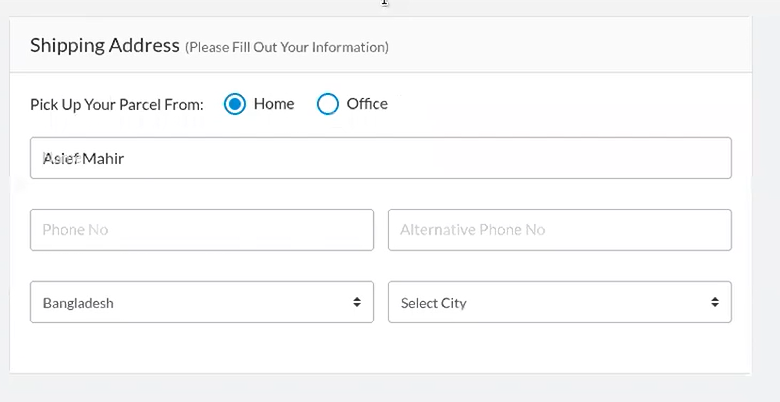 Shipping Address (Please Fill Out Your Information)
Pick Up Your Parcel From: Home Office
Asief Mahir
Phone No Alternative Phone No
Bangladesh Select City